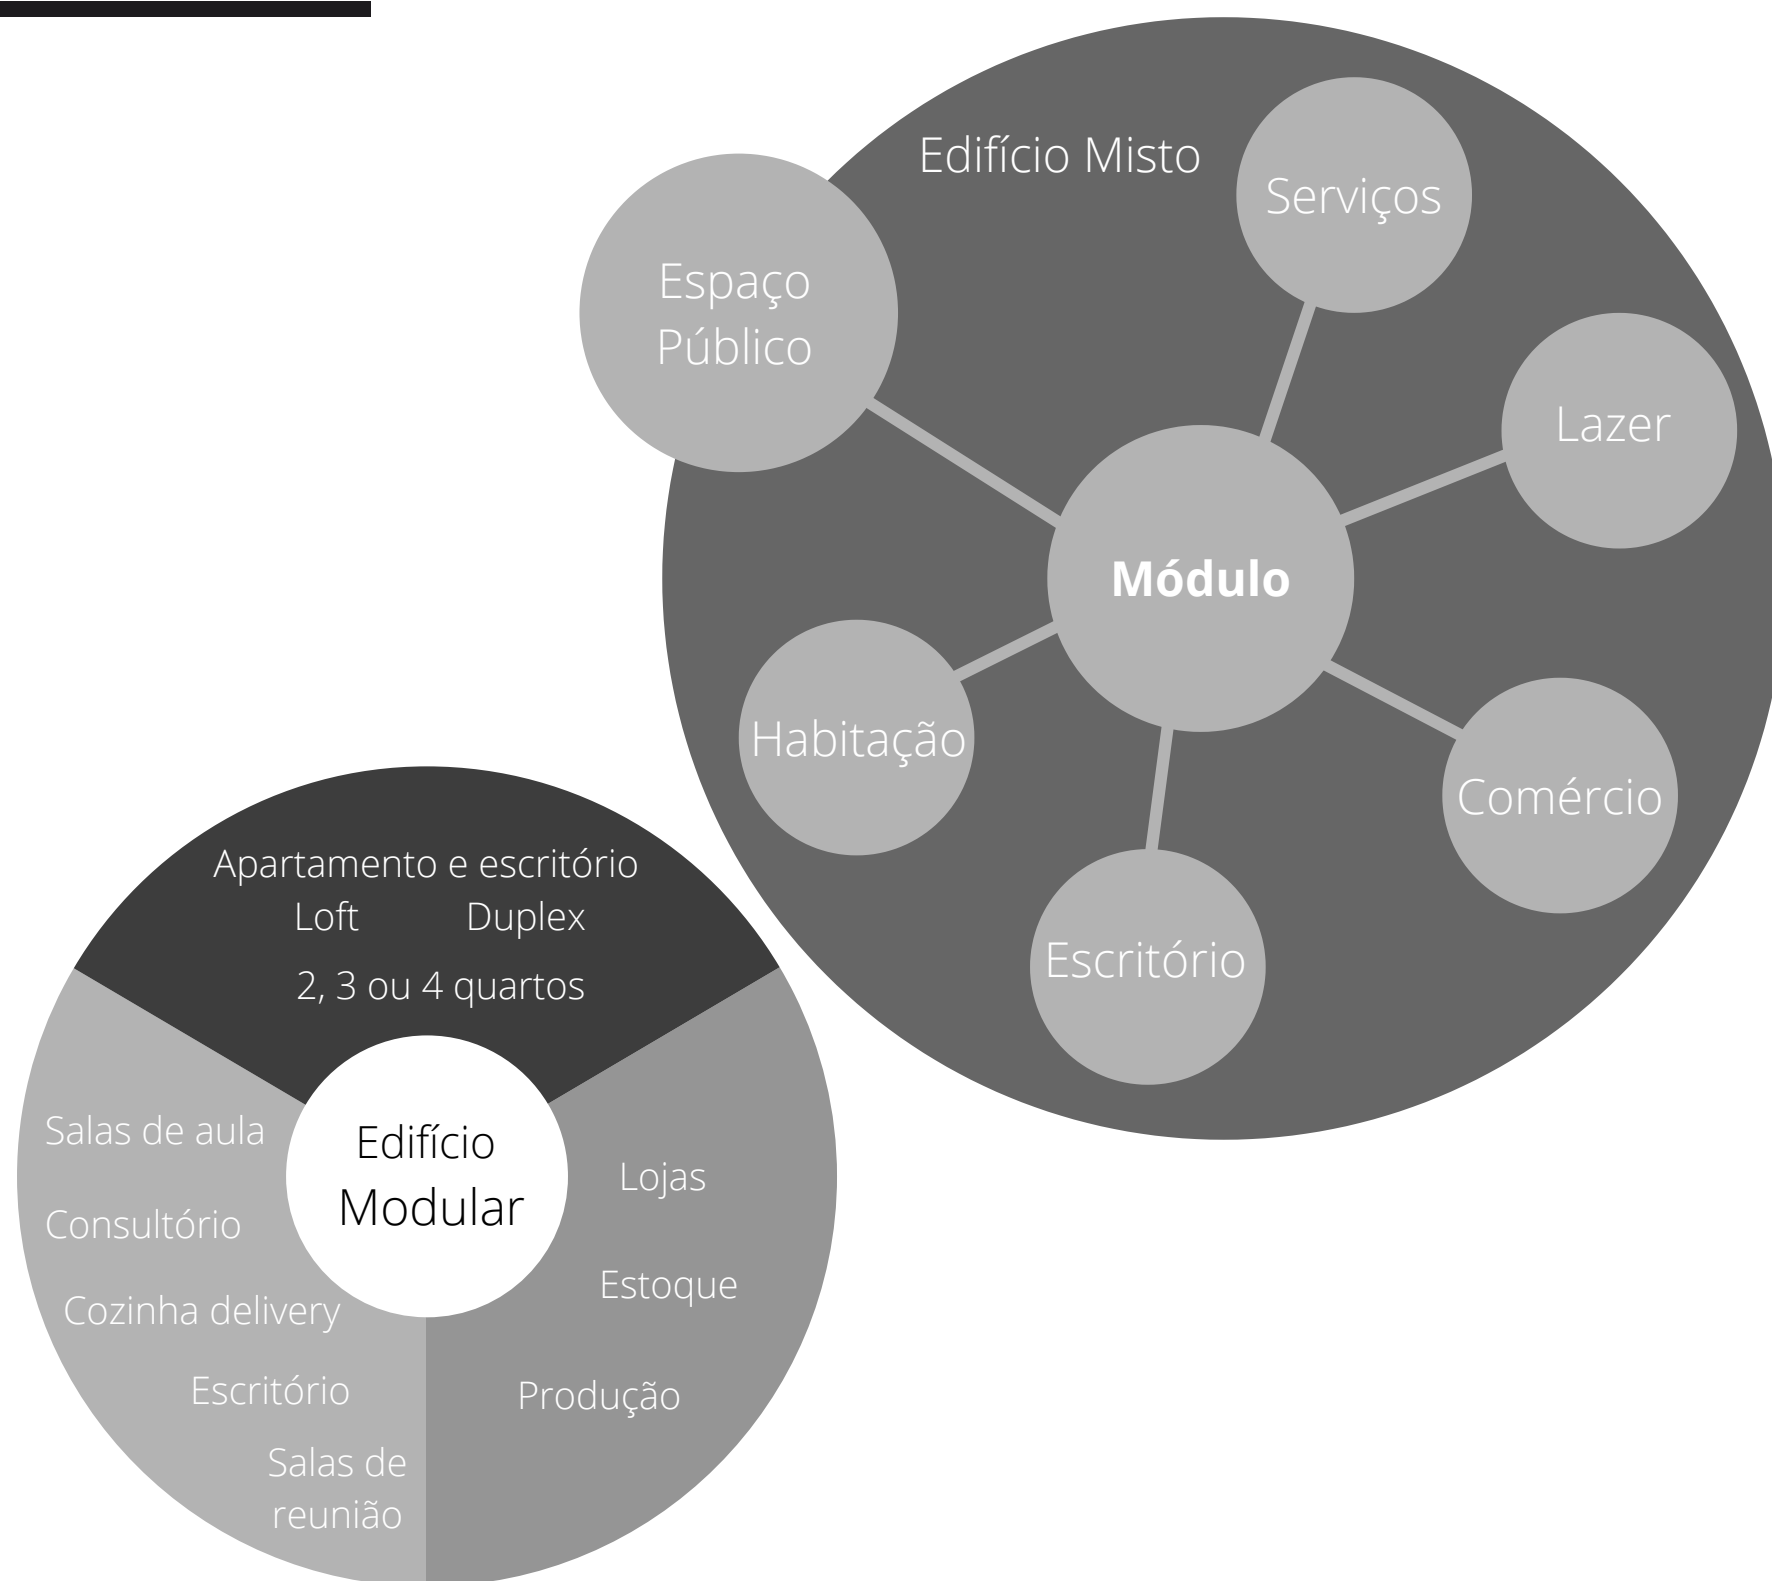 Edifício Misto
Serviços
Espaço
Público
Lazer
Módulo
Habitação
Comércio
Escritório
Apartamento e escritório
Loft Duplex
2, 3 ou 4 quartos
Edifício
Modular
Salas de aula
Consultório
Cozinha delivery
Escritório
Salas de
reunião
Lojas
Estoque
Produção